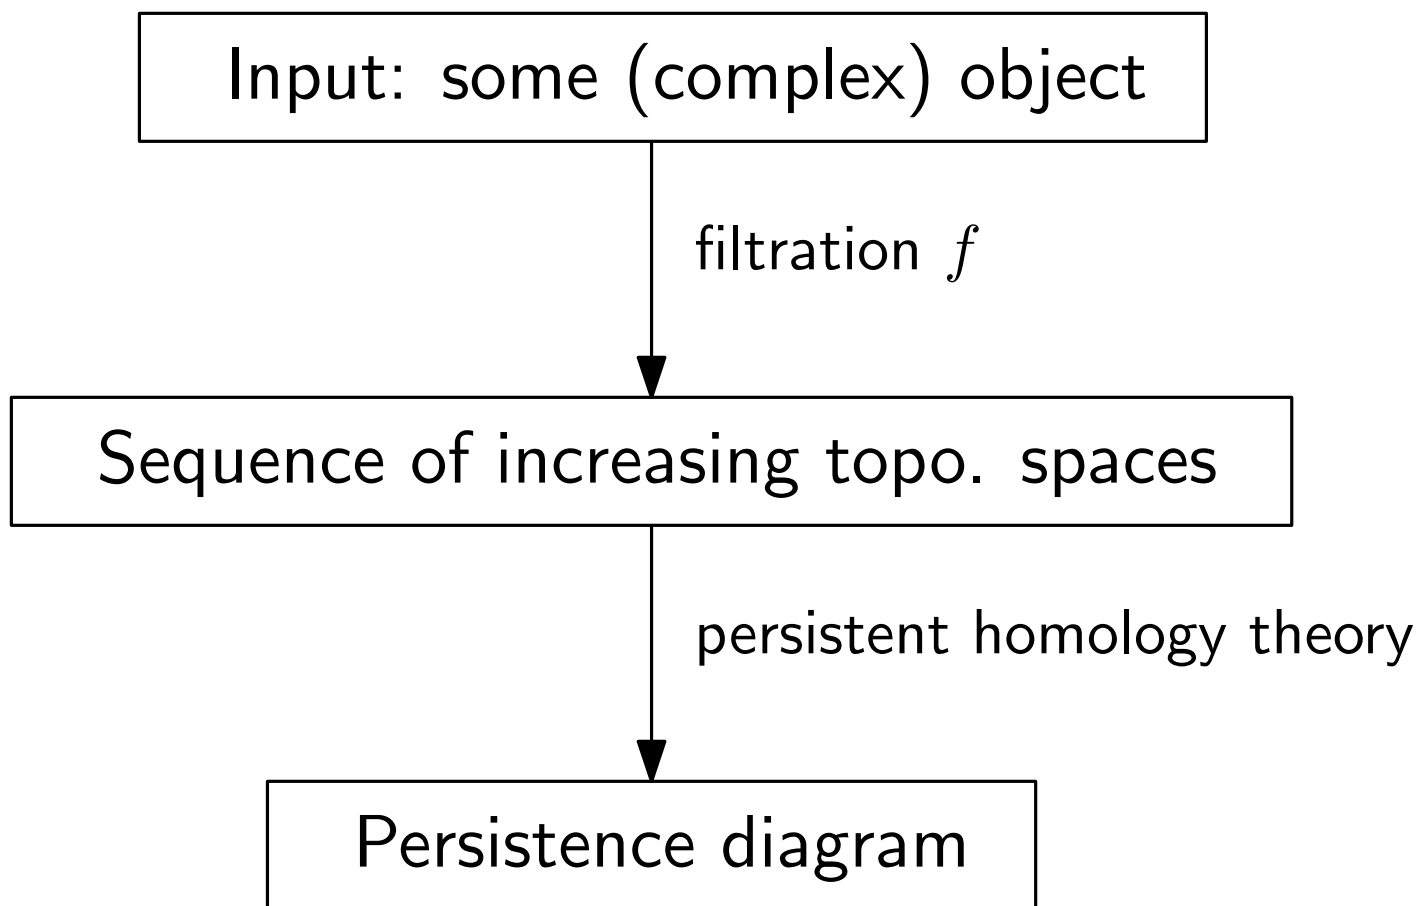 Input: some (complex) object
filtration f
Sequence of increasing topo. spaces
persistent homology theory
Persistence diagram